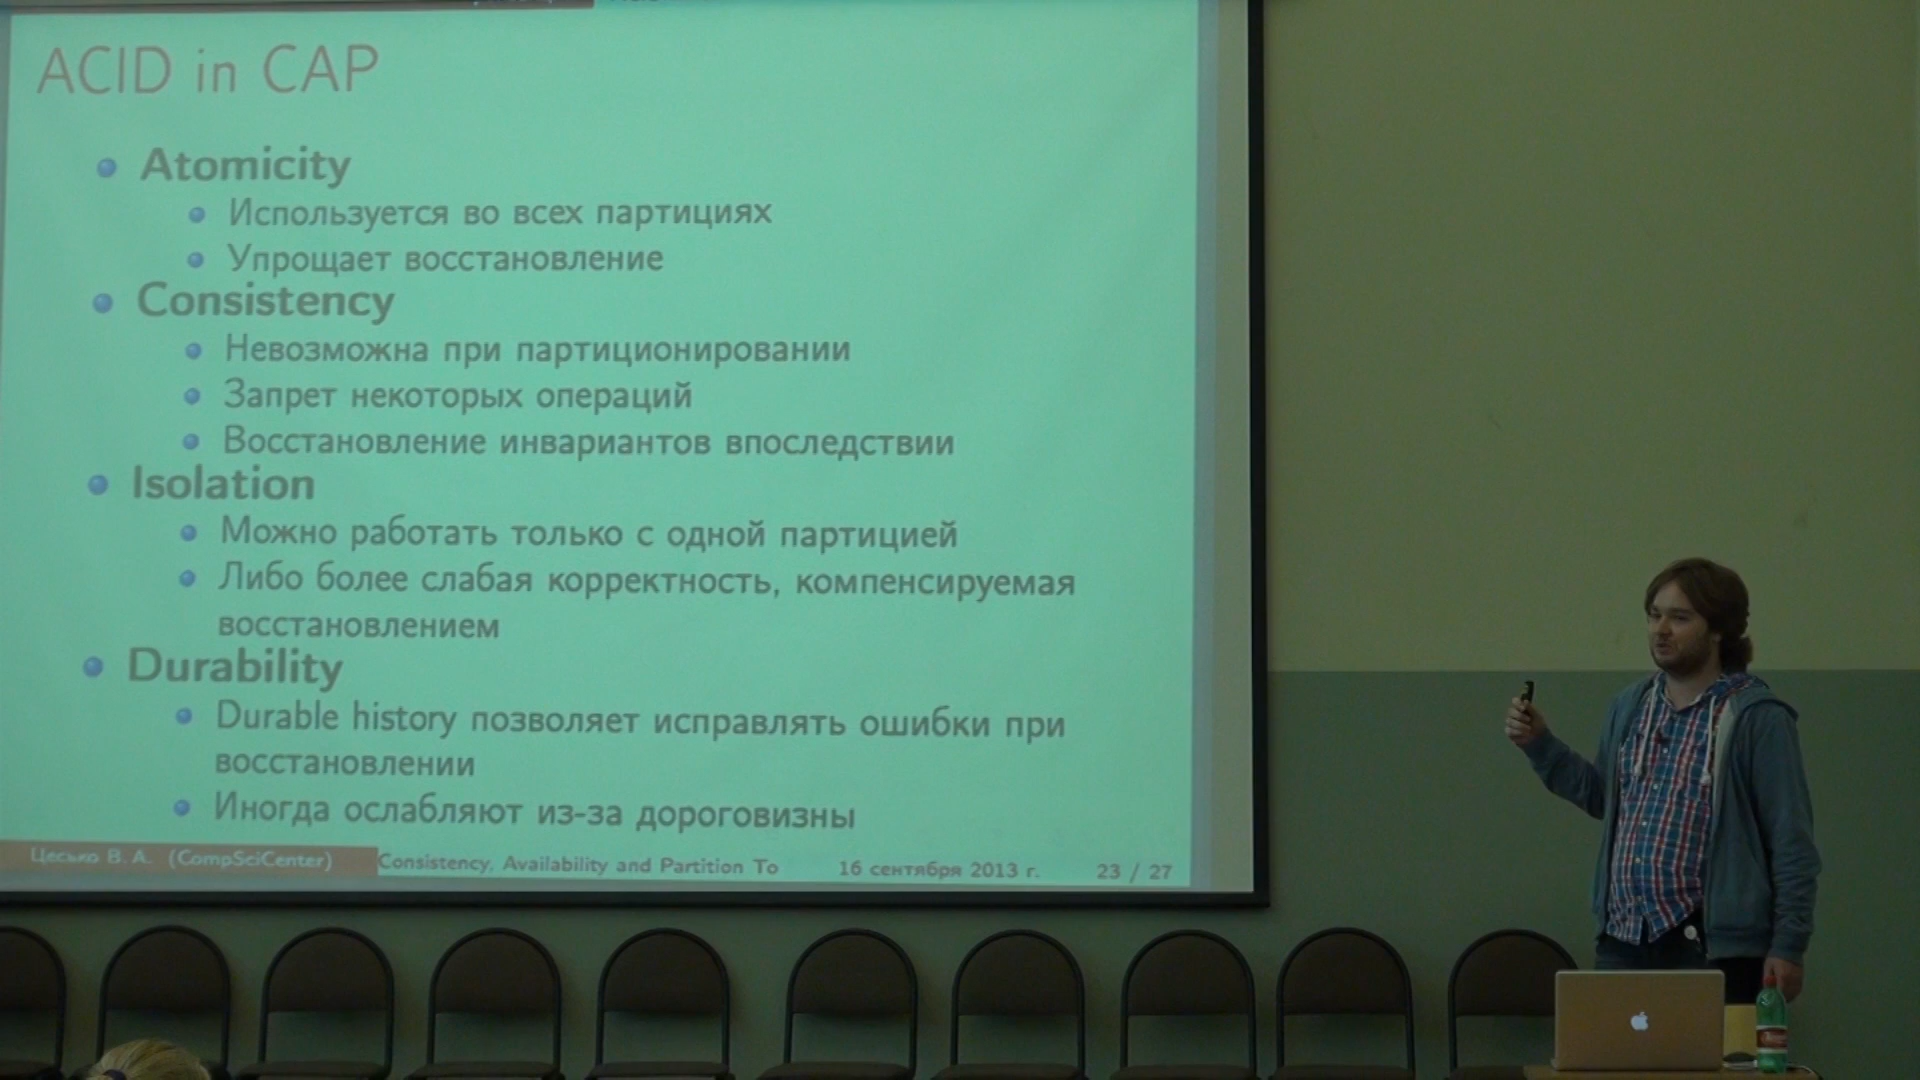 ACID in CAP
Atomicity
Используется во всех партициях
Упрощает восстановление
Consistency
Невозможна при партиционировании
Запрет некоторых операций
Восстановление инвариантов впоследствии
Isolation
Можно работать только с одной партицией
Либо более слабая корректность, компенсируемая
восстановлением
Durability
Durable history позволяет исправлять ошибки при
восстановлении
Иногда ослабляют из-за дороговизны
Цесько В. А. (CompSciCenter) Consistency, Availability and Partition To 16 сентября 2013 г. 23 / 27